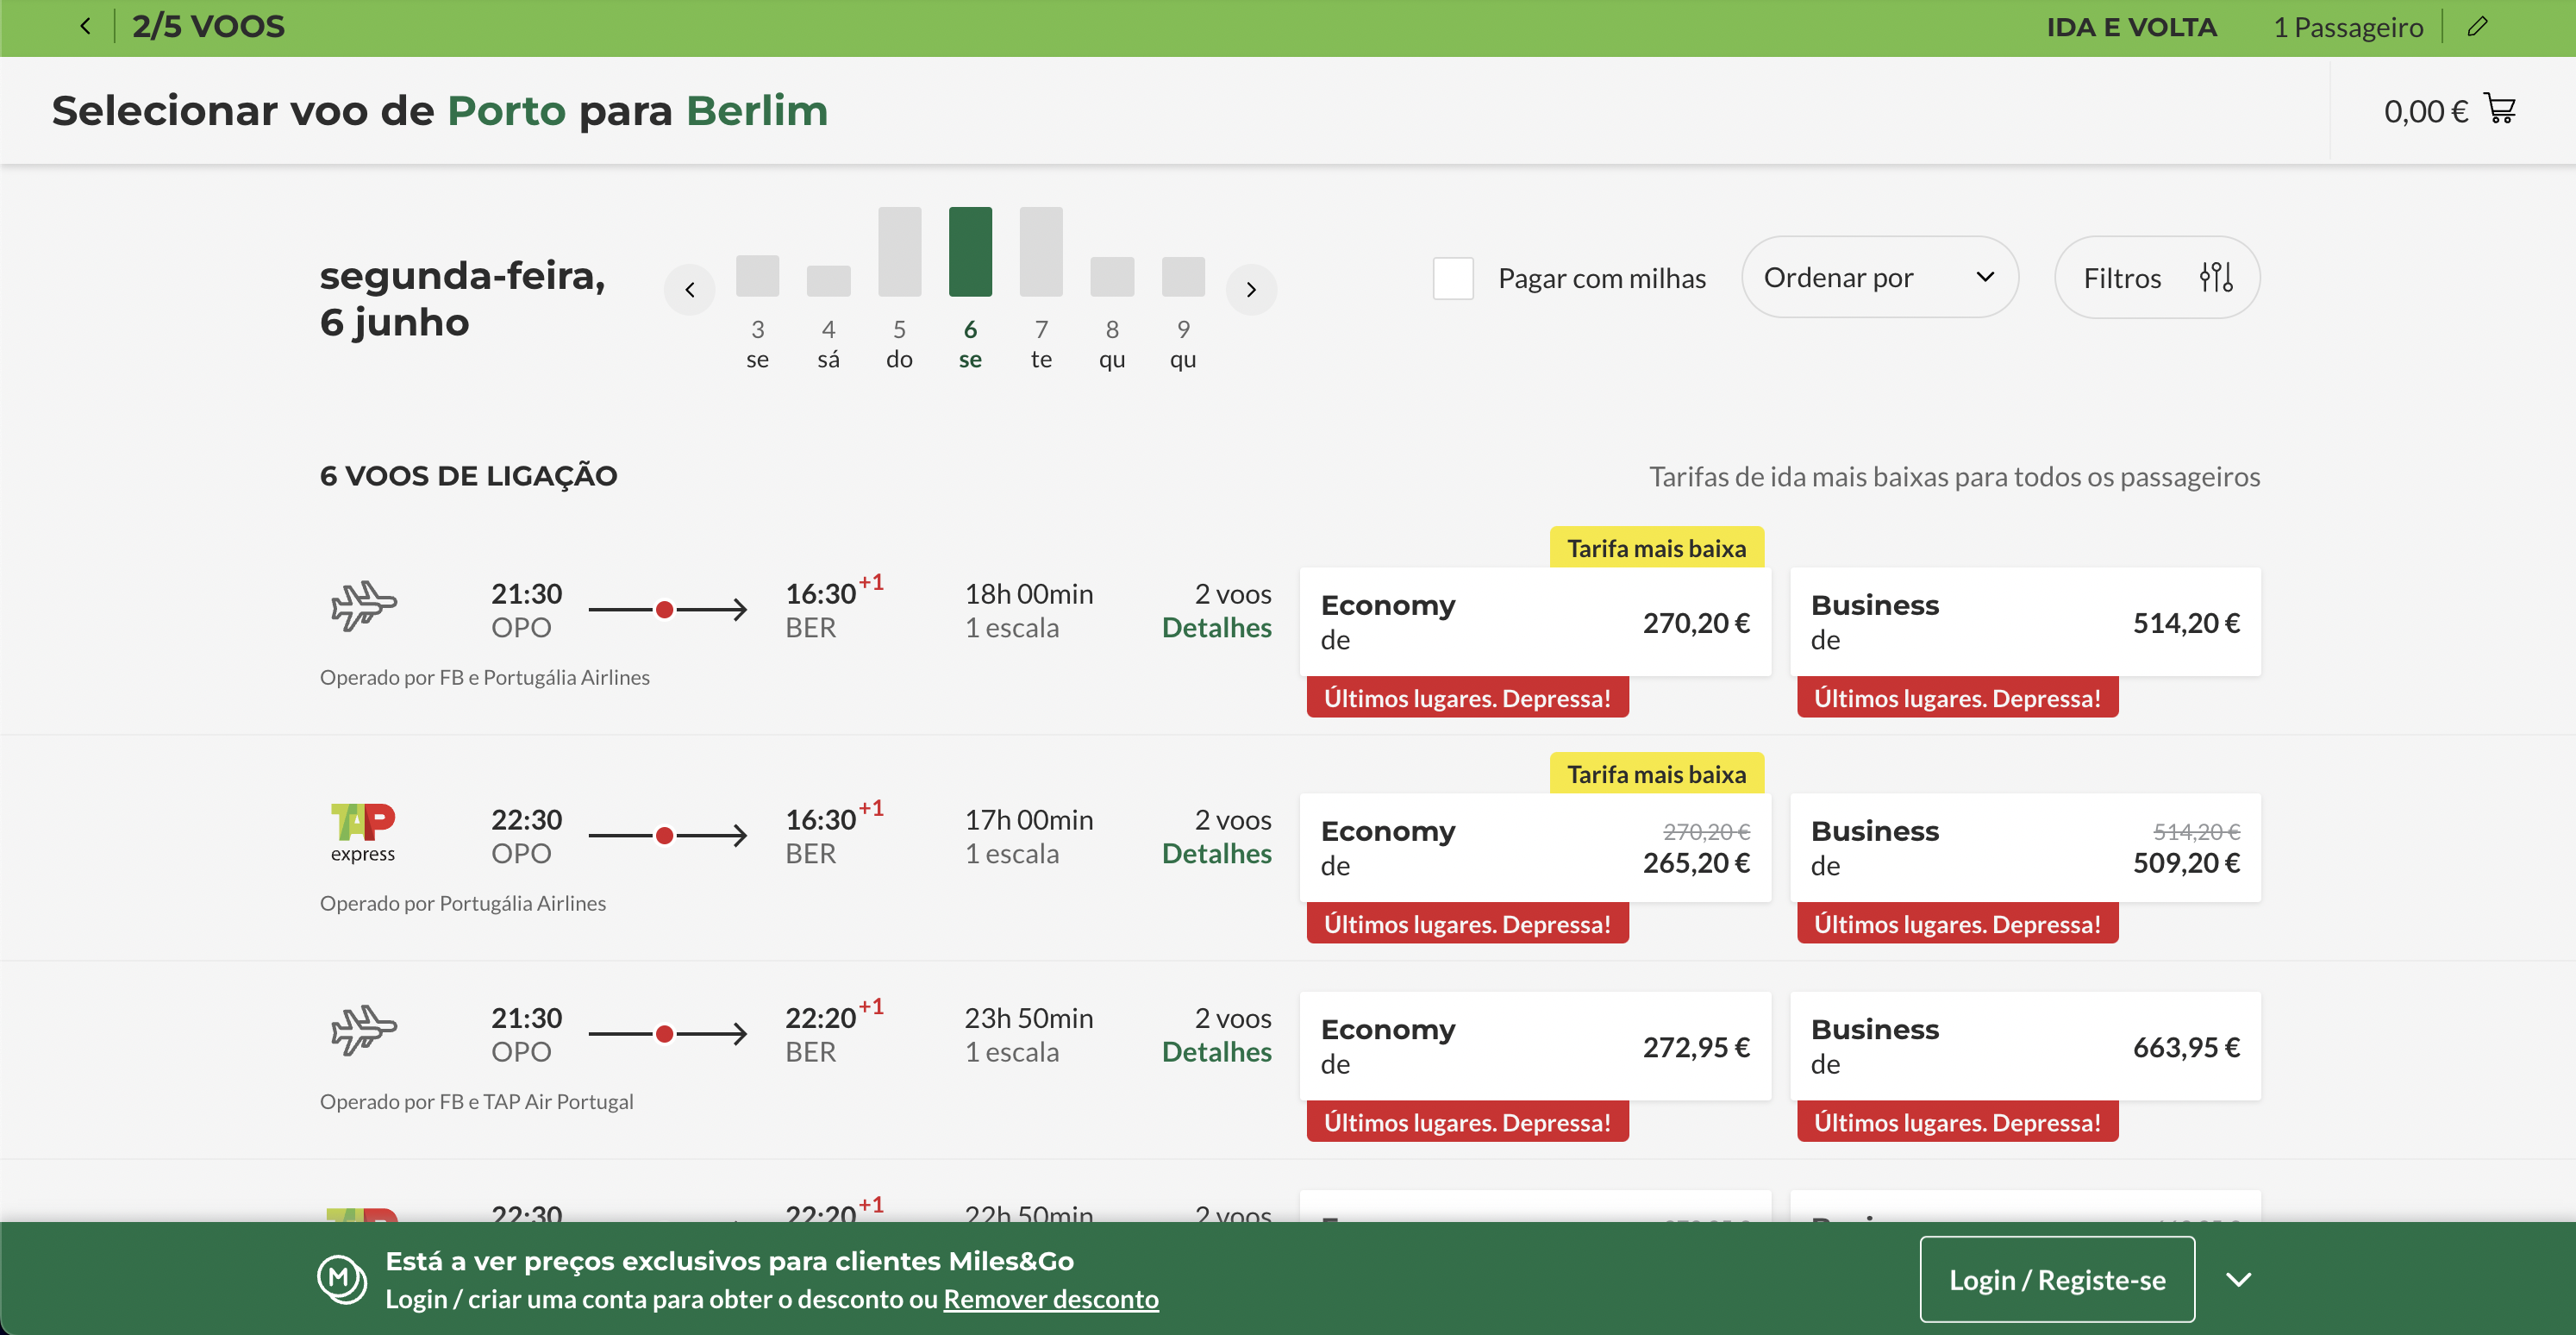 2/5 VOOS
IDA E VOLTA
1 Passageiro
Selecionar voo de Porto para Berlim
0,00 €
segunda-feira,
6 junho
3
se
4
sá
5
do
6
se
7
te
8
qu
9
qu
Pagar com milhas
Ordenar por
Filtros
6 VOOS DE LIGAÇÃO
Tarifas de ida mais baixas para todos os passageiros
21:30
OPO
16:30 +1
BER
18h 00min
1 escala
2 voos
Detalhes
Operado por FB e Portugália Airlines
Tarifa mais baixa
Economy
de
270,20 €
Últimos lugares. Depressa!
Business
de
514,20 €
Últimos lugares. Depressa!
TAP
express
22:30
OPO
16:30 +1
BER
17h 00min
1 escala
2 voos
Detalhes
Operado por Portugália Airlines
Tarifa mais baixa
Economy
de
270,20 €
265,20 €
Últimos lugares. Depressa!
Business
de
514,20 €
509,20 €
Últimos lugares. Depressa!
21:30
OPO
22:20 +1
BER
23h 50min
1 escala
2 voos
Detalhes
Operado por FB e TAP Air Portugal
Economy
de
272,95 €
Últimos lugares. Depressa!
Business
de
663,95 €
Últimos lugares. Depressa!
22:30
22:20 +1
22h 50min
2 voos
M
Está a ver preços exclusivos para clientes Miles&Go
Login / criar uma conta para obter o desconto ou Remover desconto
Login / Registe-se